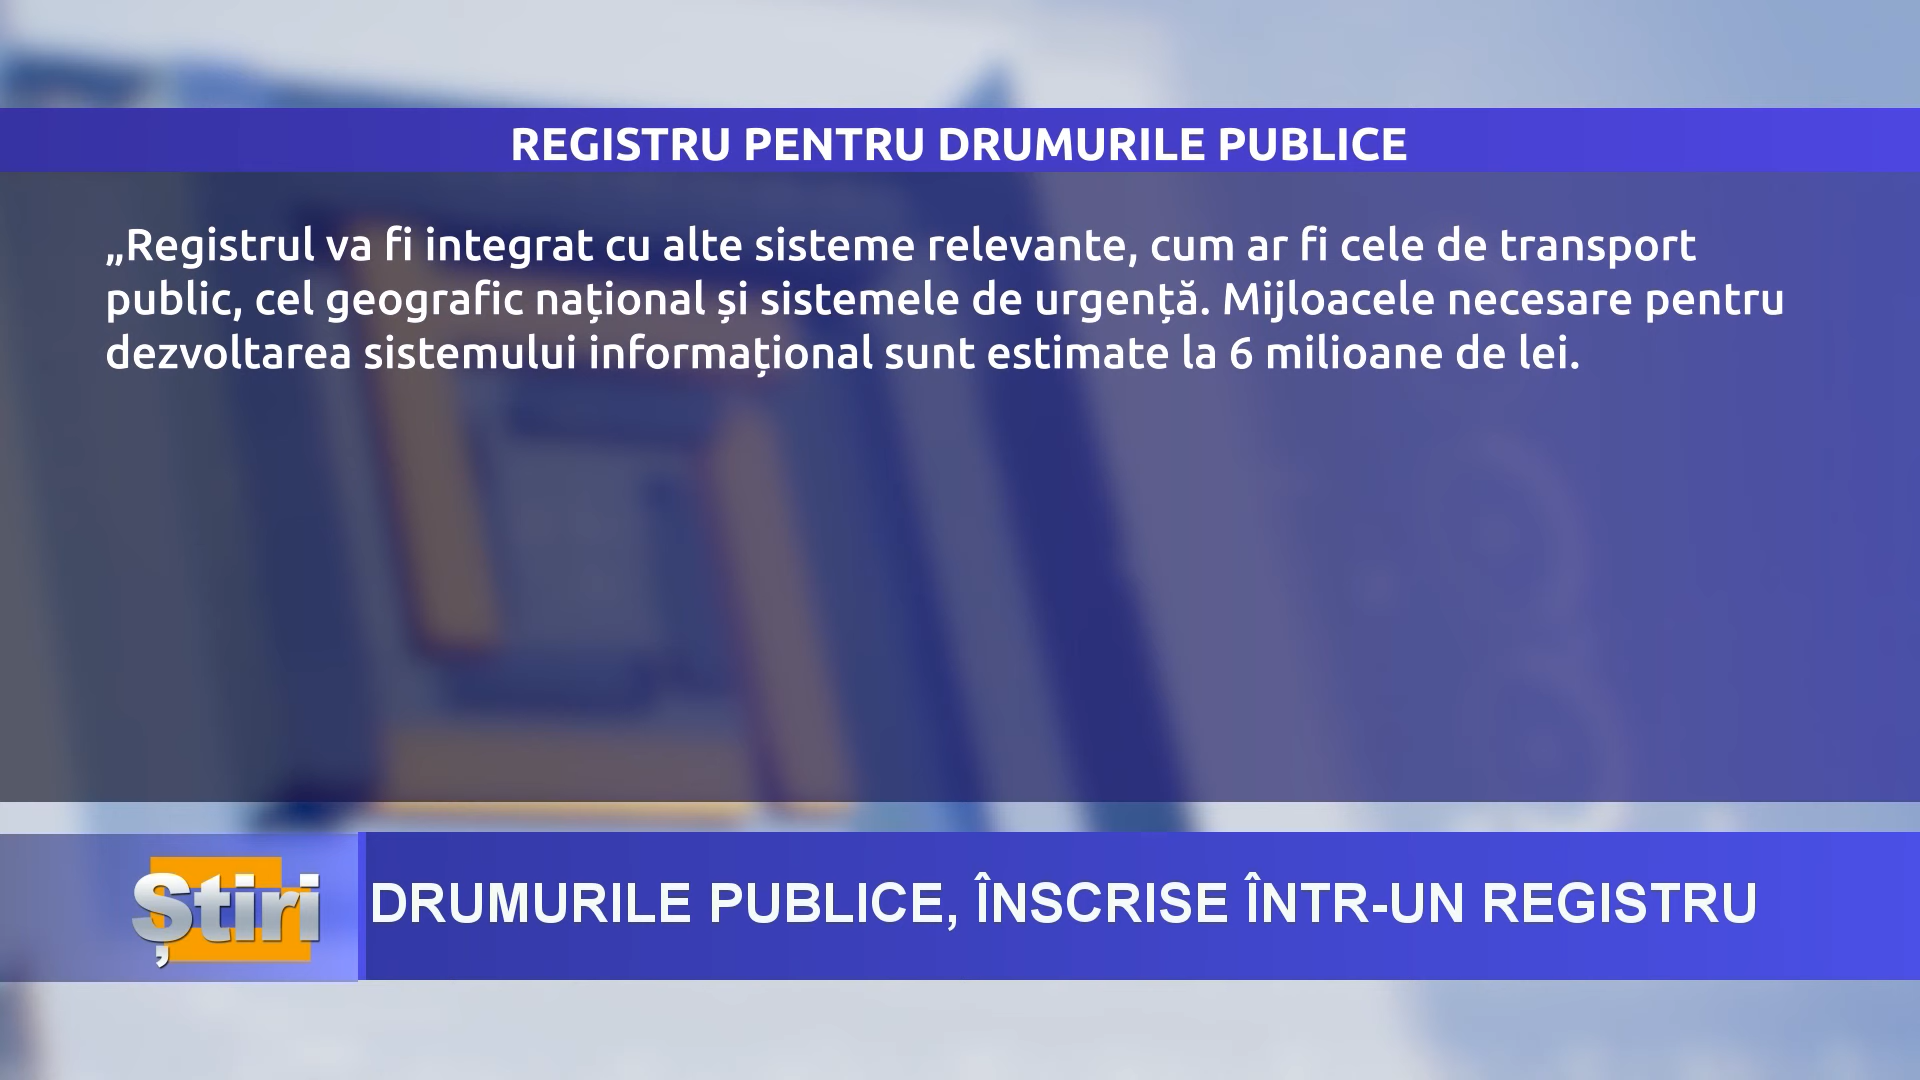 REGISTRU PENTRU DRUMURILE PUBLICE
„Registrul va fi integrat cu alte sisteme relevante, cum ar fi cele de transport
public, cel geografic național și sistemele de urgență. Mijloacele necesare pentru
dezvoltarea sistemului informațional sunt estimate la 6 milioane de lei.
Știri
DRUMURILE PUBLICE, ÎNSCRISE ÎNTR-UN REGISTRU